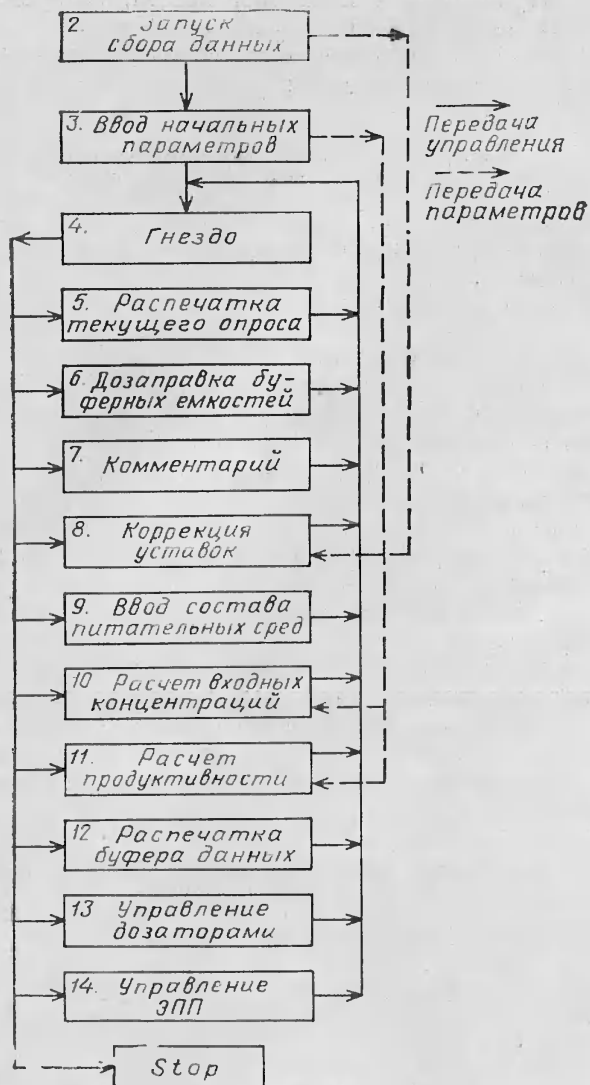 2. Запуск
сбора данных
3. Ввод начальных
параметров
Передача
управления
Передача
параметров
4.
Гнездо
5. Распечатка
текущего опроса
6. Дозаправка бу-
ферных емкостей
7.
Комментарий
8. Коррекция
уставок
9. Ввод состава
питательных сред
10 Расчет входных
концентраций
11. Расчет
продуктивности
12 Распечатка
буфера данных
13 Управление
дозаторами
14. Управление
ЭПП
Stop